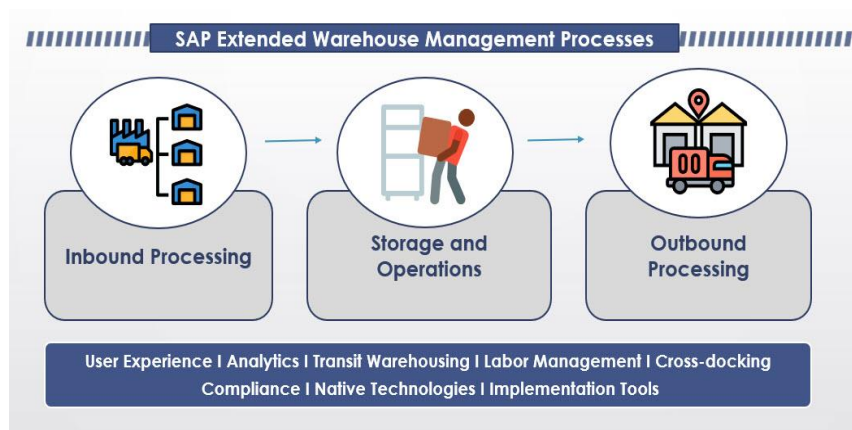 SAP Extended Warehouse Management Processes
Inbound Processing
Storage and
Operations
Outbound
Processing
User Experience I Analytics I Transit Warehousing I Labor Management I Cross-docking
Compliance I Native Technologies I Implementation Tools